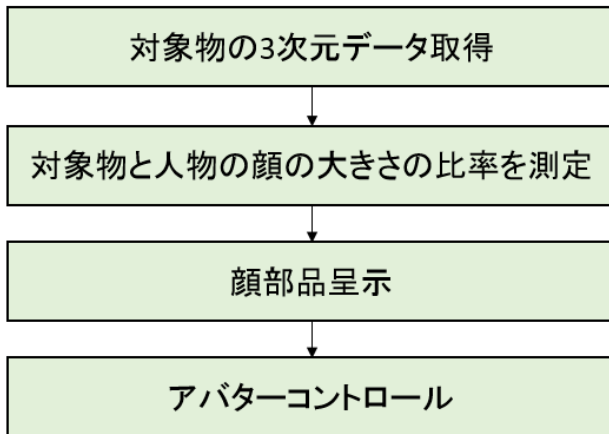 対象物の3次元データ取得
対象物と人物の顔の大きさの比率を測定
顔部品呈示
アバターコントロール